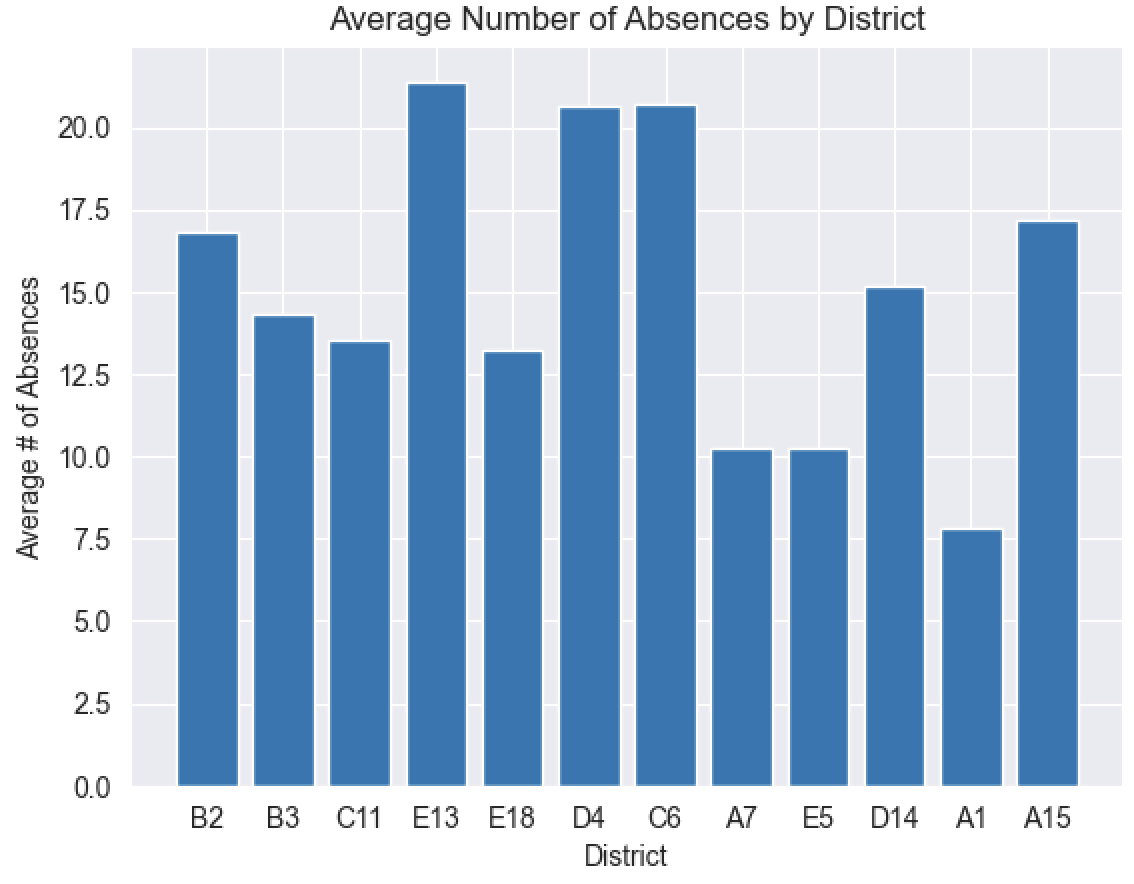 Average Number of Absences by District
Average # of Absences
20.0
17.5
15.0
12.5
10.0
7.5
5.0
2.5
0.0
B2 B3 C11 E13 E18 D4 C6 A7 E5 D14 A1 A15
District